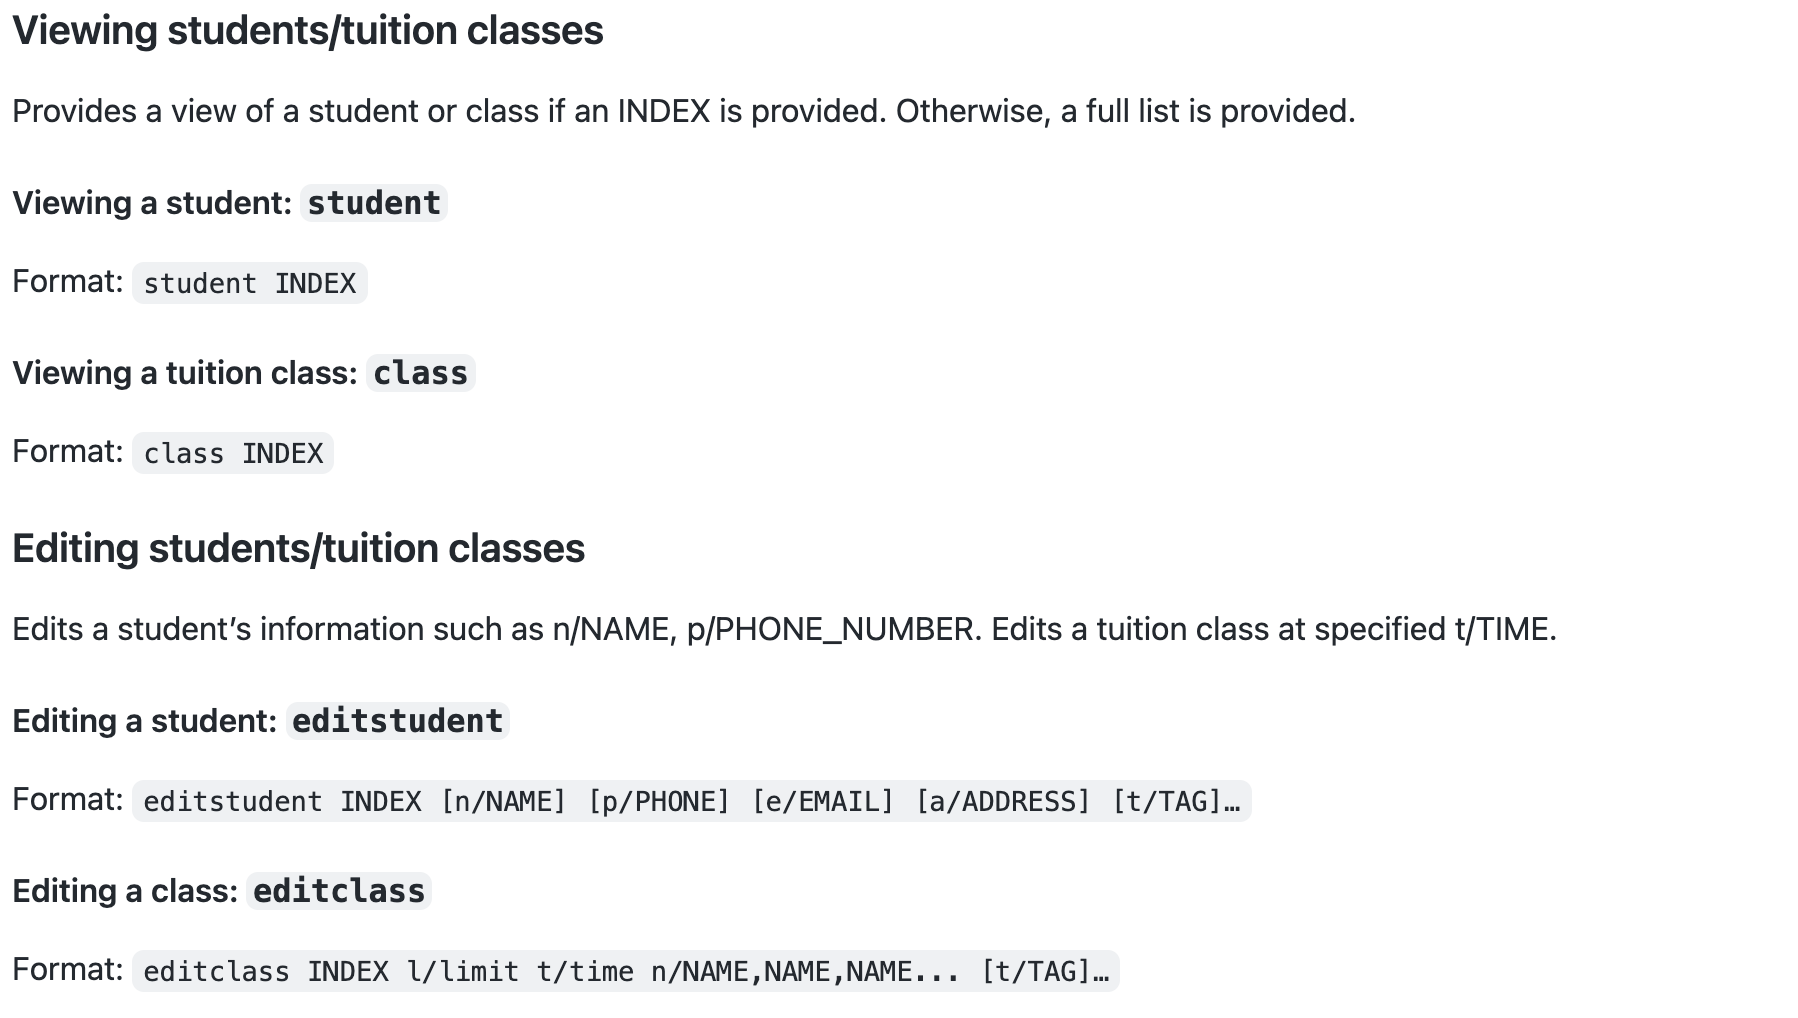 Viewing students/tuition classes
Provides a view of a student or class if an INDEX is provided. Otherwise, a full list is provided.
Viewing a student: student
Format: student INDEX
Viewing a tuition class: class
Format: class INDEX
Editing students/tuition classes
Edits a student’s information such as n/NAME, p/PHONE_NUMBER. Edits a tuition class at specified t/TIME.
Editing a student: editstudent
Format: editstudent INDEX [n/NAME] [p/PHONE] [e/EMAIL] [a/ADDRESS] [t/TAG]…
Editing a class: editclass
Format: editclass INDEX l/limit t/time n/NAME,NAME,NAME... [t/TAG]…